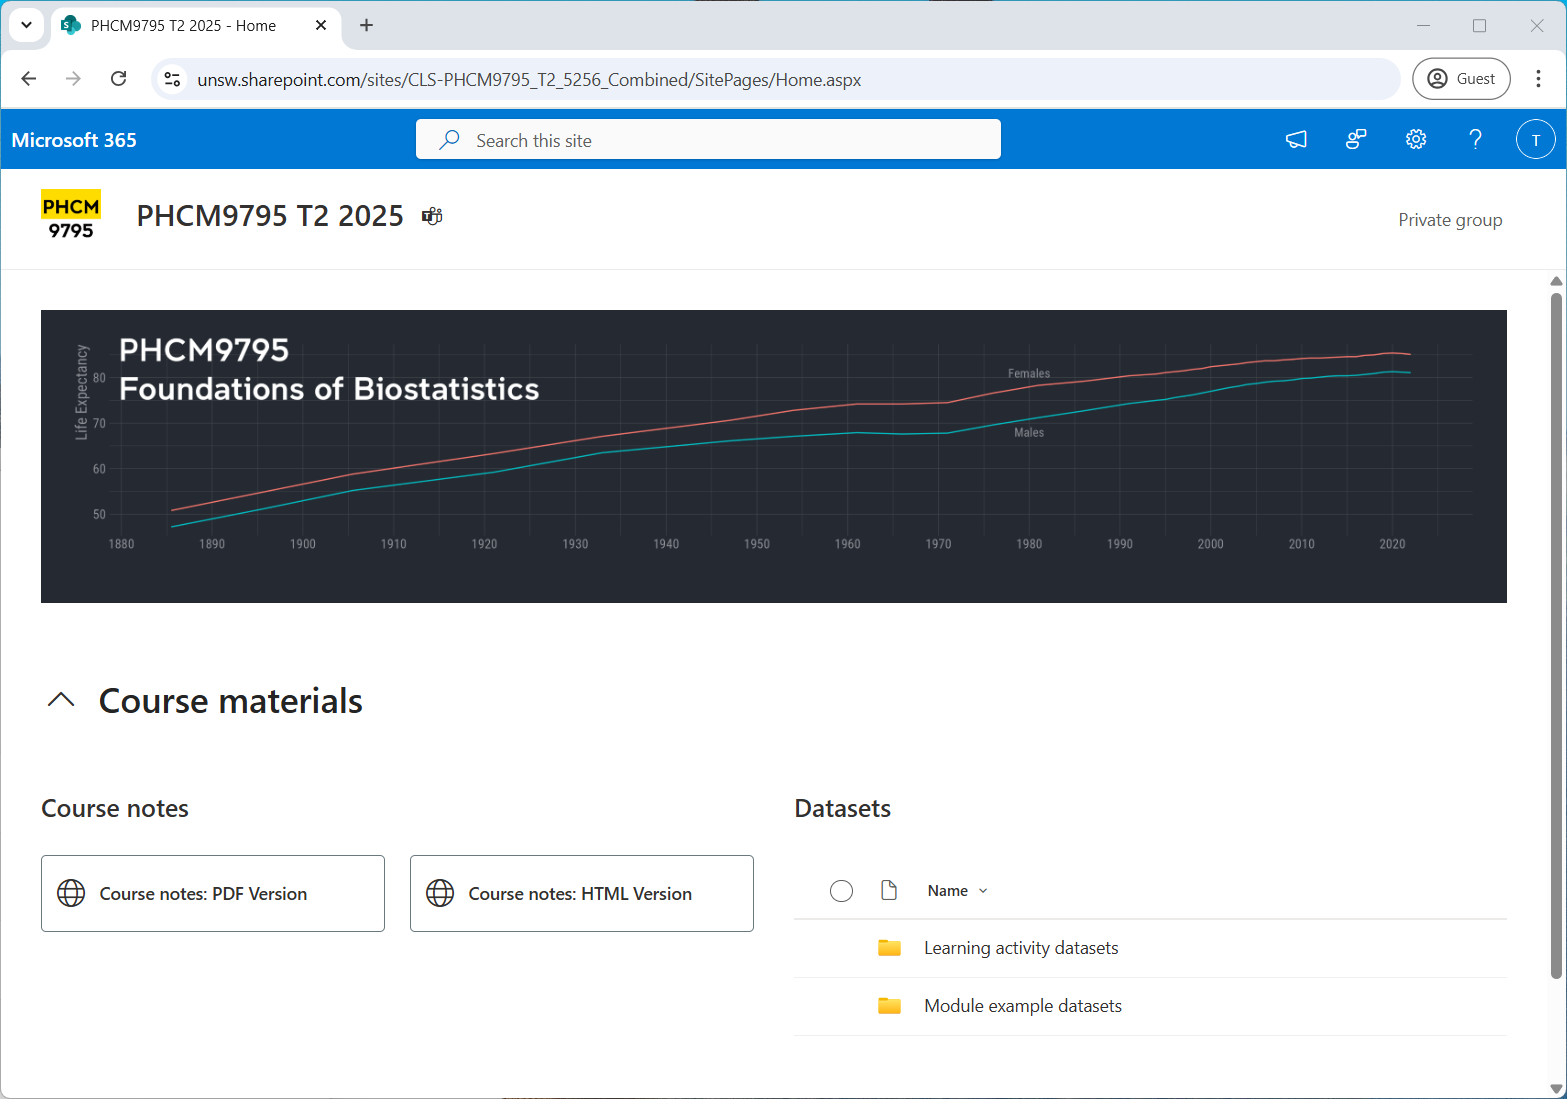 PHCM9795 T2 2025 - Home
unsw.sharepoint.com/sites/CLS-PHCM9795_T2_5256_Combined/SitePages/Home.aspx
Guest
Microsoft 365
Search this site
T
PHCM
9795
PHCM9795 T2 2025
Private group
PHCM9795
Foundations of Biostatistics
Life Expectancy
80
70
60
50
Females
Males
1880 1890 1900 1910 1920 1930 1940 1950 1960 1970 1980 1990 2000 2010 2020
Course materials
Course notes
Course notes: PDF Version
Course notes: HTML Version
Datasets
Name
Learning activity datasets
Module example datasets